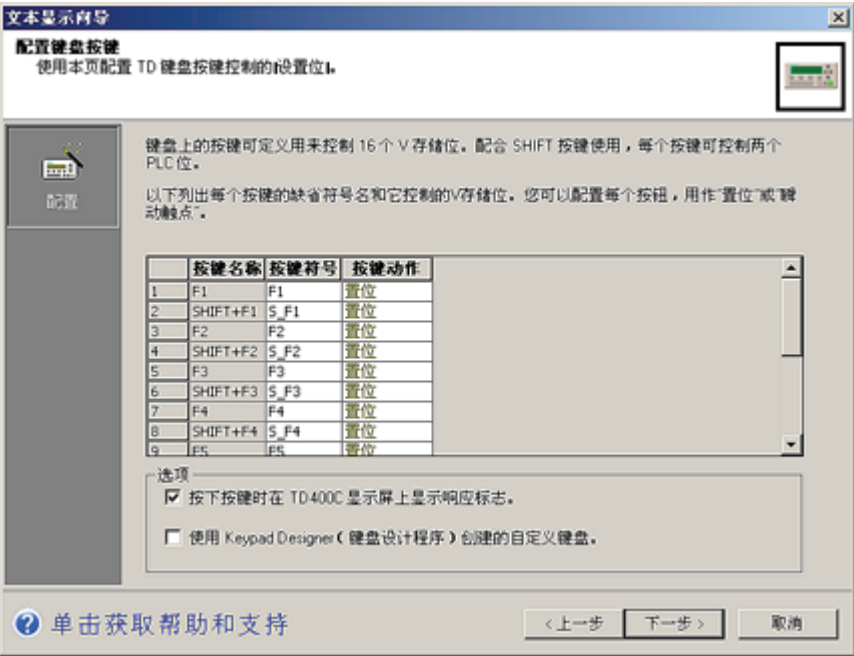 文本显示向导
配置键盘按键
使用本页配置 TD 键盘按键控制的|设置位|。
配置
键盘上的按键可定义用来控制 16 个 V 存储位。配合 SHIFT 按键使用，每个按键可控制两个
PLC 位。
以下列出每个按键的缺省符号名和它控制的V存储位。您可以配置每个按钮，用作“置位”或“瞬
动触点”。
按键名称 按键符号 按键动作
1 F1 F1 置位
2 SHIFT+F1 S_F1 置位
3 F2 F2 置位
4 SHIFT+F2 S_F2 置位
5 F3 F3 置位
6 SHIFT+F3 S_F3 置位
7 F4 F4 置位
8 SHIFT+F4 S_F4 置位
9 F5 F5 置位
选项
按下按键时在 TD400C 显示屏上显示响应标志。
使用 Keypad Designer（键盘设计程序）创建的自定义键盘。
单击获取帮助和支持
<上一步 下一步> 取消